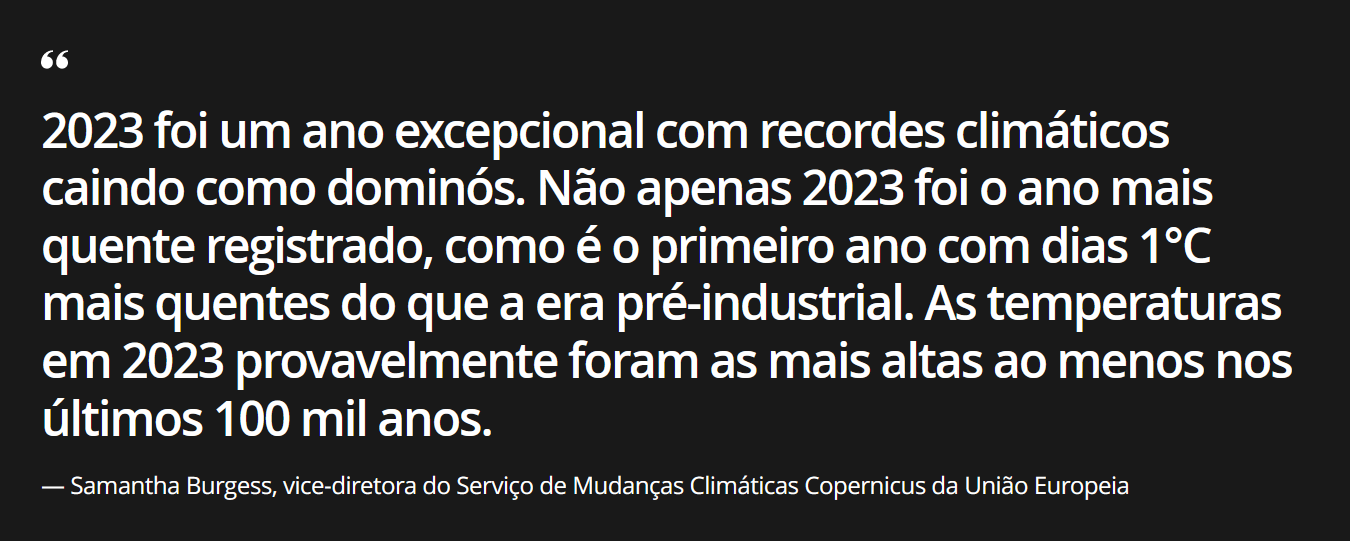 “
2023 foi um ano excepcional com recordes climáticos
caindo como dominós. Não apenas 2023 foi o ano mais
quente registrado, como é o primeiro ano com dias 1°C
mais quentes do que a era pré-industrial. As temperaturas
em 2023 provavelmente foram as mais altas ao menos nos
últimos 100 mil anos.
— Samantha Burgess, vice-diretora do Serviço de Mudanças Climáticas Copernicus da União Europeia